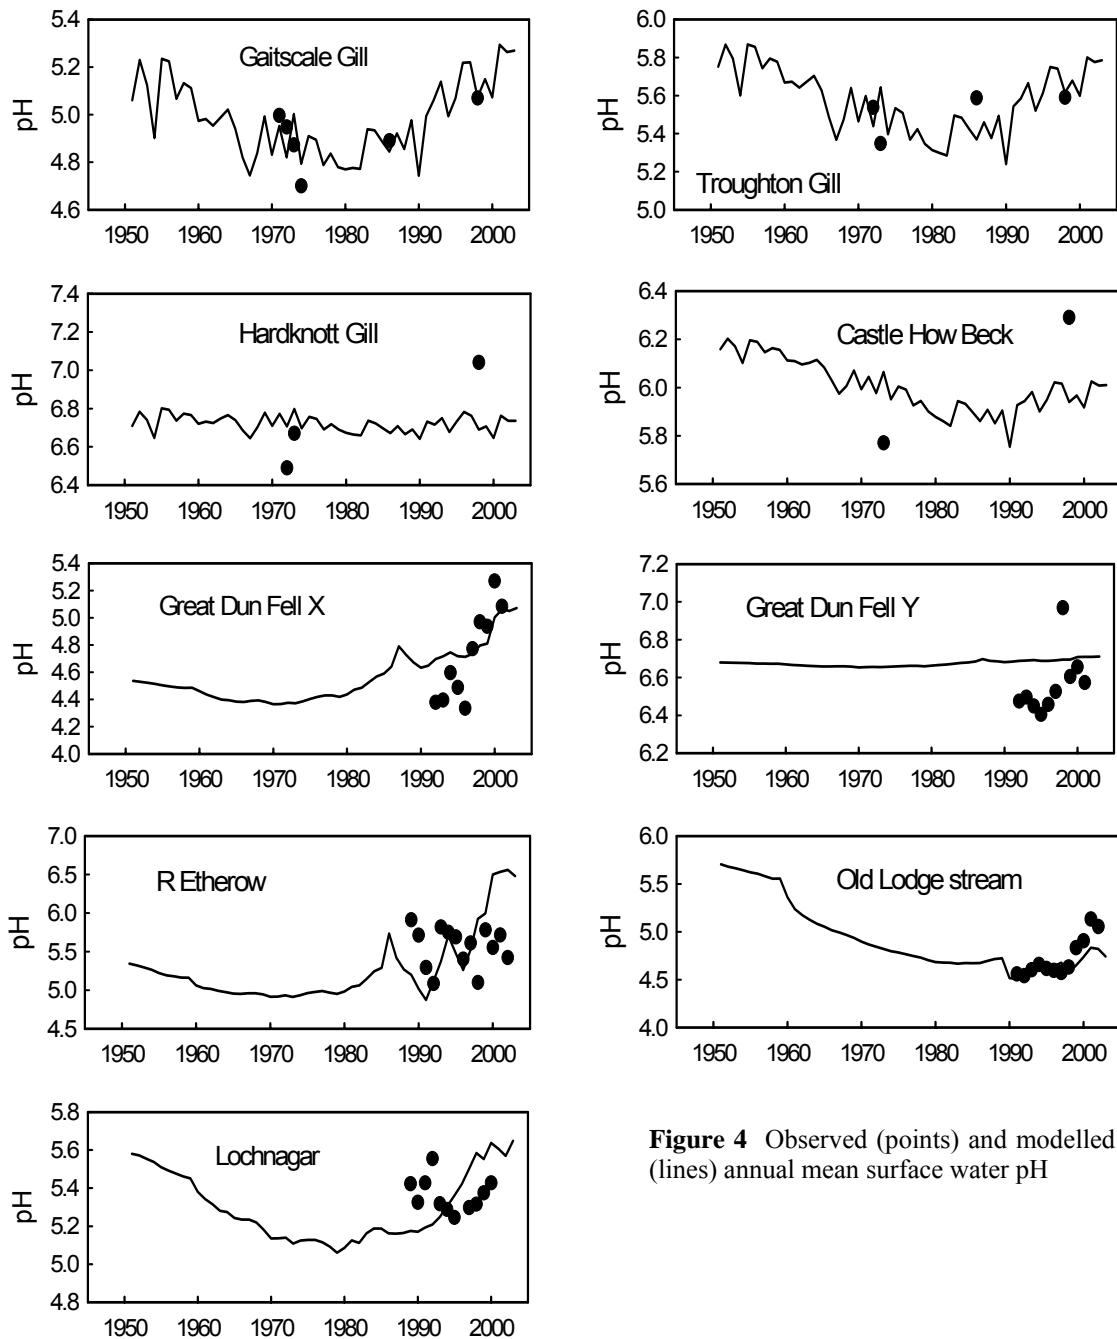 5.4
5.2
5.0
4.8
4.6
pH
Gaitscale Gill
1950 1960 1970 1980 1990 2000
6.0
5.8
5.6
5.4
5.2
5.0
pH
Troughton Gill
1950 1960 1970 1980 1990 2000
7.4
7.2
7.0
6.8
6.6
6.4
pH
Hardknott Gill
1950 1960 1970 1980 1990 2000
6.4
6.2
6.0
5.8
5.6
pH
Castle How Beck
1950 1960 1970 1980 1990 2000
5.4
5.2
5.0
4.8
4.6
4.4
4.2
4.0
pH
Great Dun Fell X
1950 1960 1970 1980 1990 2000
7.2
7.0
6.8
6.6
6.4
6.2
pH
Great Dun Fell Y
1950 1960 1970 1980 1990 2000
7.0
6.5
6.0
5.5
5.0
4.5
pH
R Etherow
1950 1960 1970 1980 1990 2000
6.0
5.5
5.0
4.5
4.0
pH
Old Lodge stream
1950 1960 1970 1980 1990 2000
5.8
5.6
5.4
5.2
5.0
4.8
pH
Lochnagar
1950 1960 1970 1980 1990 2000
Figure 4 Observed (points) and modelled
(lines) annual mean surface water pH